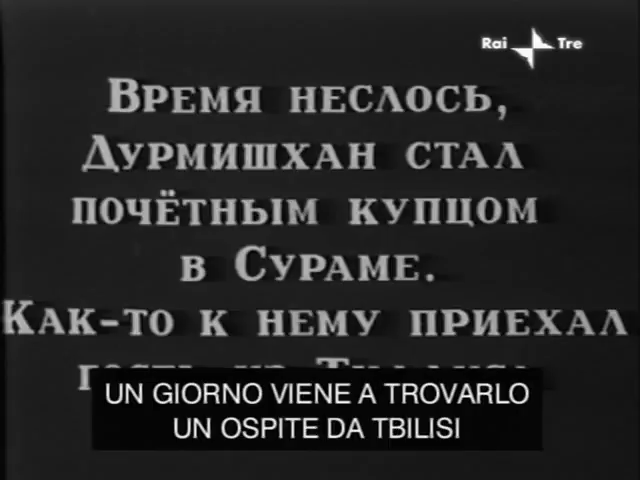 Rai Tre
Время неслось,
Дурмишхан стал
почётным купцом
в Сураме.
Как-то к нему приехал
UN GIORNO VIENE A TROVARLO
UN OSPITE DA TBILISI